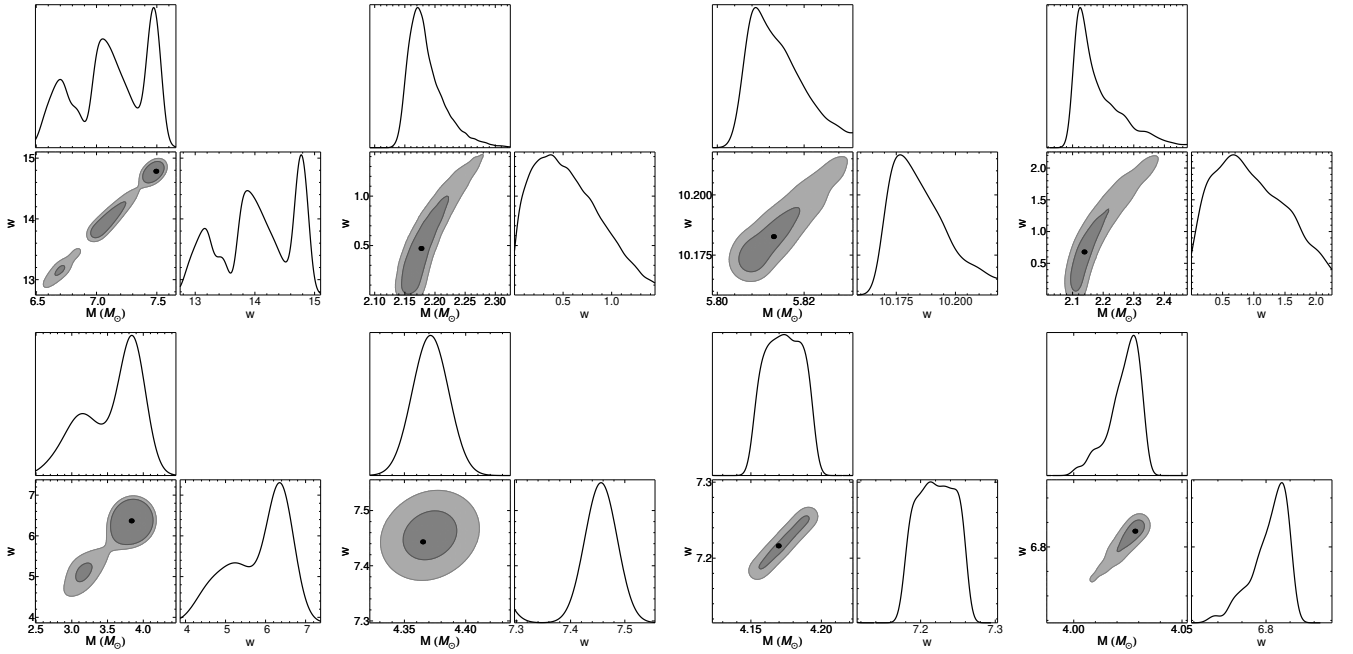 15
14
13
w
6.5 7.0 7.5
M (M⊙)
13 14 15
w
1.0
0.5
w
2.10 2.15 2.20 2.25 2.30
M (M⊙)
0.5 1.0
w
10.200
10.175
w
5.80 5.82
M (M⊙)
10.175 10.200
w
2.0
1.5
1.0
0.5
w
2.1 2.2 2.3 2.4
M (M⊙)
0.5 1.0 1.5 2.0
w
7
6
5
4
w
2.5 3.0 3.5 4.0
M (M⊙)
4 5 6 7
w
7.5
7.4
7.3
w
4.35 4.40
M (M⊙)
7.3 7.4 7.5
w
7.3
7.2
w
4.15 4.20
M (M⊙)
7.2 7.3
w
6.8
w
4.00 4.05
M (M⊙)
6.8
w